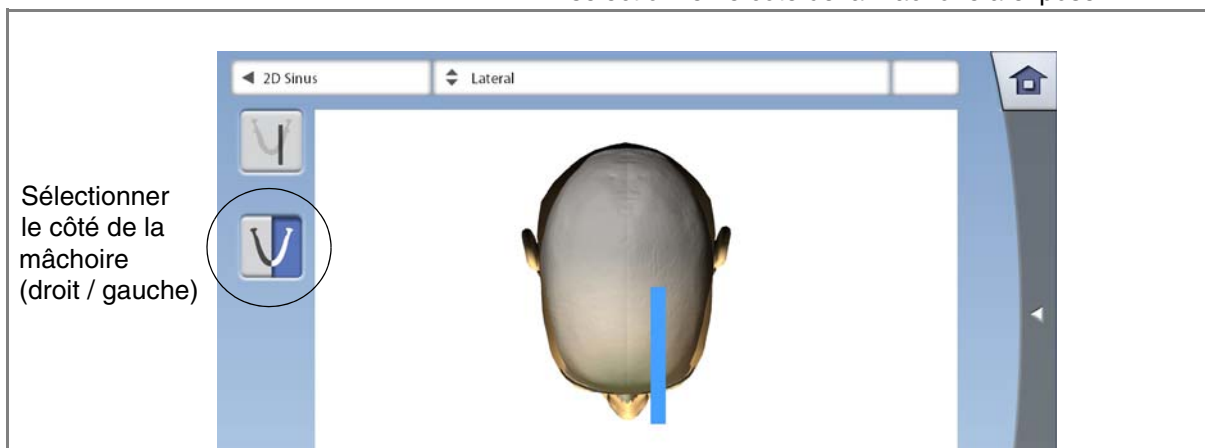 2D Sinus
Lateral
Sélectionner
le côté de la
mâchoire
(droit / gauche)